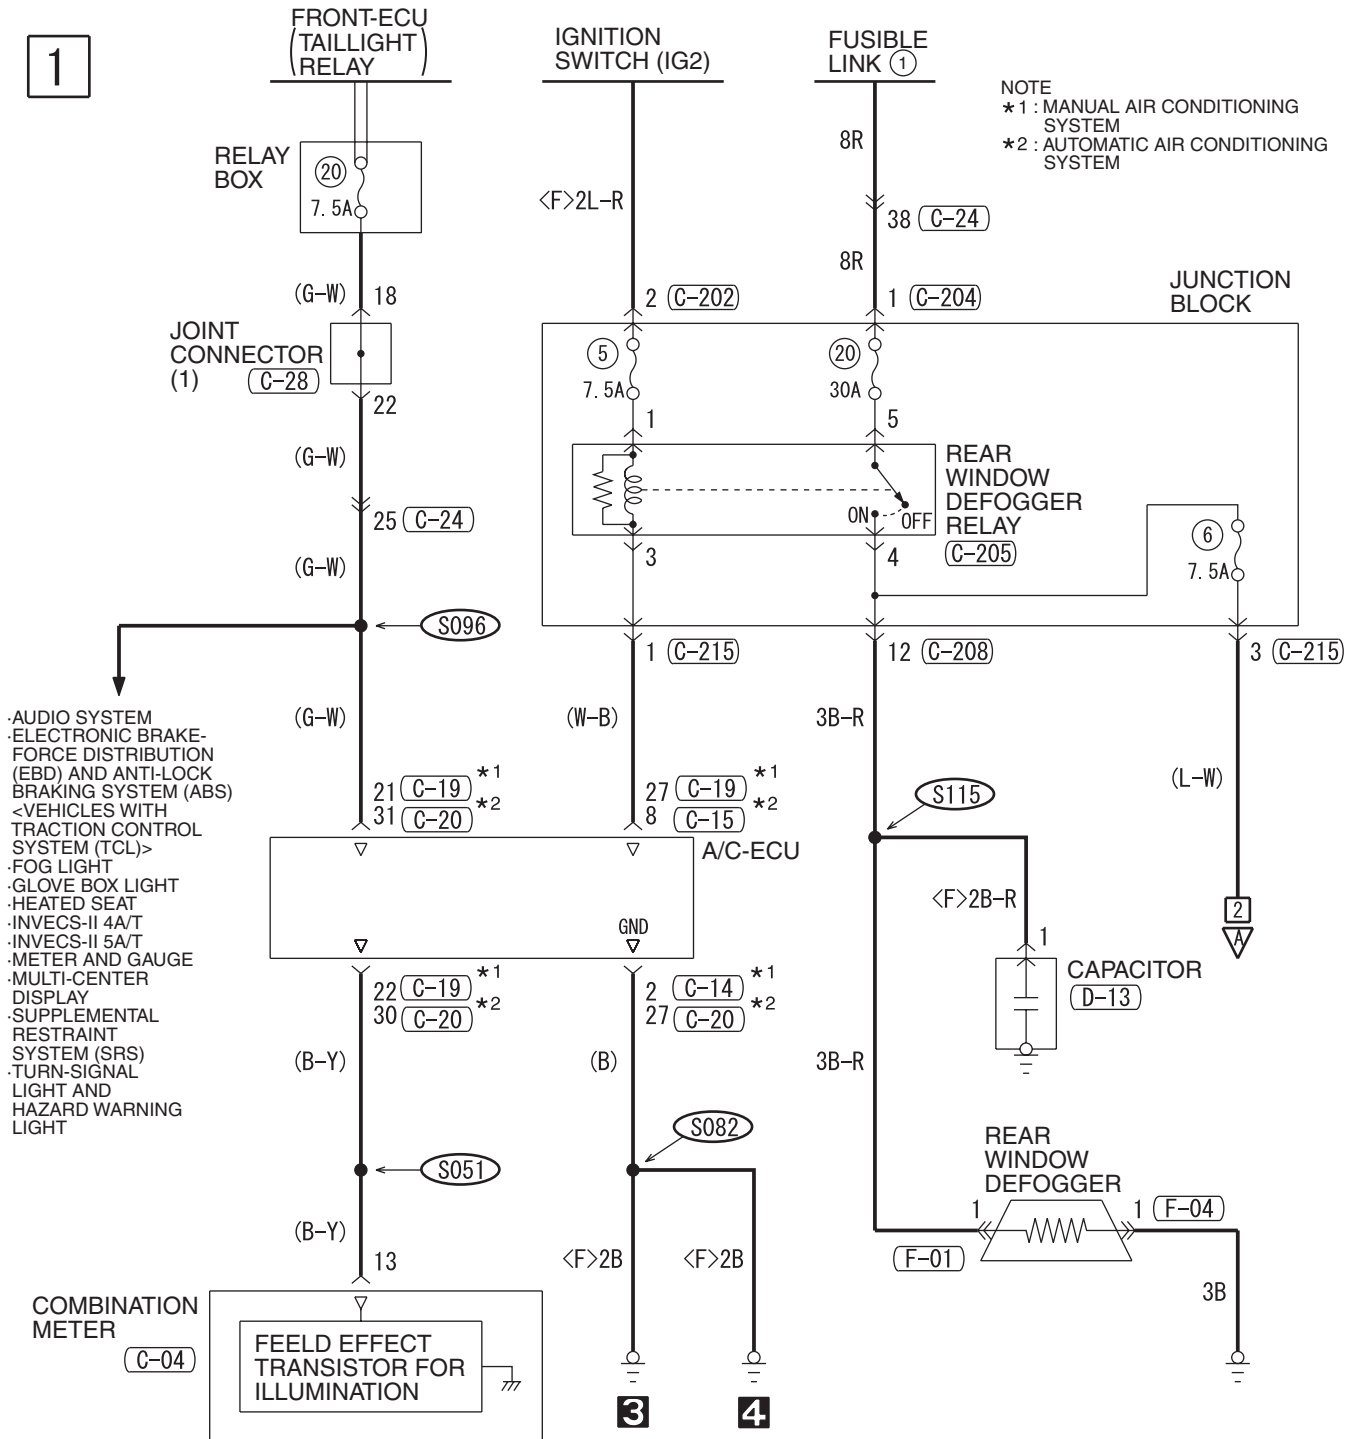 1
FRONT-ECU
(TAILLIGHT)
RELAY
IGNITION
SWITCH (IG2)
FUSIBLE
LINK ①
NOTE
*1 : MANUAL AIR CONDITIONING
SYSTEM
*2 : AUTOMATIC AIR CONDITIONING
SYSTEM
RELAY
BOX
⑳
7. 5A
<F>2L-R
8R
38 C-24
8R
(G-W)
18
2 C-202
1 C-204
JUNCTION
BLOCK
JOINT
CONNECTOR
(1) C-28
22
⑤
7. 5A
1
⑳
30A
5
(G-W)
25 C-24
(G-W)
REAR
WINDOW
DEFOGGER
RELAY
C-205
ON
OFF
3
4
⑥
7. 5A
S096
1 C-215
12 C-208
3 C-215
·AUDIO SYSTEM
·ELECTRONIC BRAKE-
FORCE DISTRIBUTION
(EBD) AND ANTI-LOCK
BRAKING SYSTEM (ABS)
<VEHICLES WITH
TRACTION CONTROL
SYSTEM (TCL)>
·FOG LIGHT
·GLOVE BOX LIGHT
·HEATED SEAT
·INVECS-II 4A/T
·INVECS-II 5A/T
·METER AND GAUGE
·MULTI-CENTER
DISPLAY
·SUPPLEMENTAL
RESTRAINT
SYSTEM (SRS)
·TURN-SIGNAL
LIGHT AND
HAZARD WARNING
LIGHT
(G-W)
(W-B)
3B-R
(L-W)
21 C-19 *1
31 C-20 *2
27 C-19 *1
8 C-15 *2
S115
A/C-ECU
GND
<F>2B-R
2
A
1
CAPACITOR
D-13
22 C-19 *1
30 C-20 *2
2 C-14 *1
27 C-20 *2
(B-Y)
(B)
3B-R
S051
S082
REAR
WINDOW
DEFOGGER
1
1 F-04
F-01
(B-Y)
13
<F>2B
<F>2B
3B
COMBINATION
METER
C-04
FEELD EFFECT
TRANSISTOR FOR
ILLUMINATION
3
4